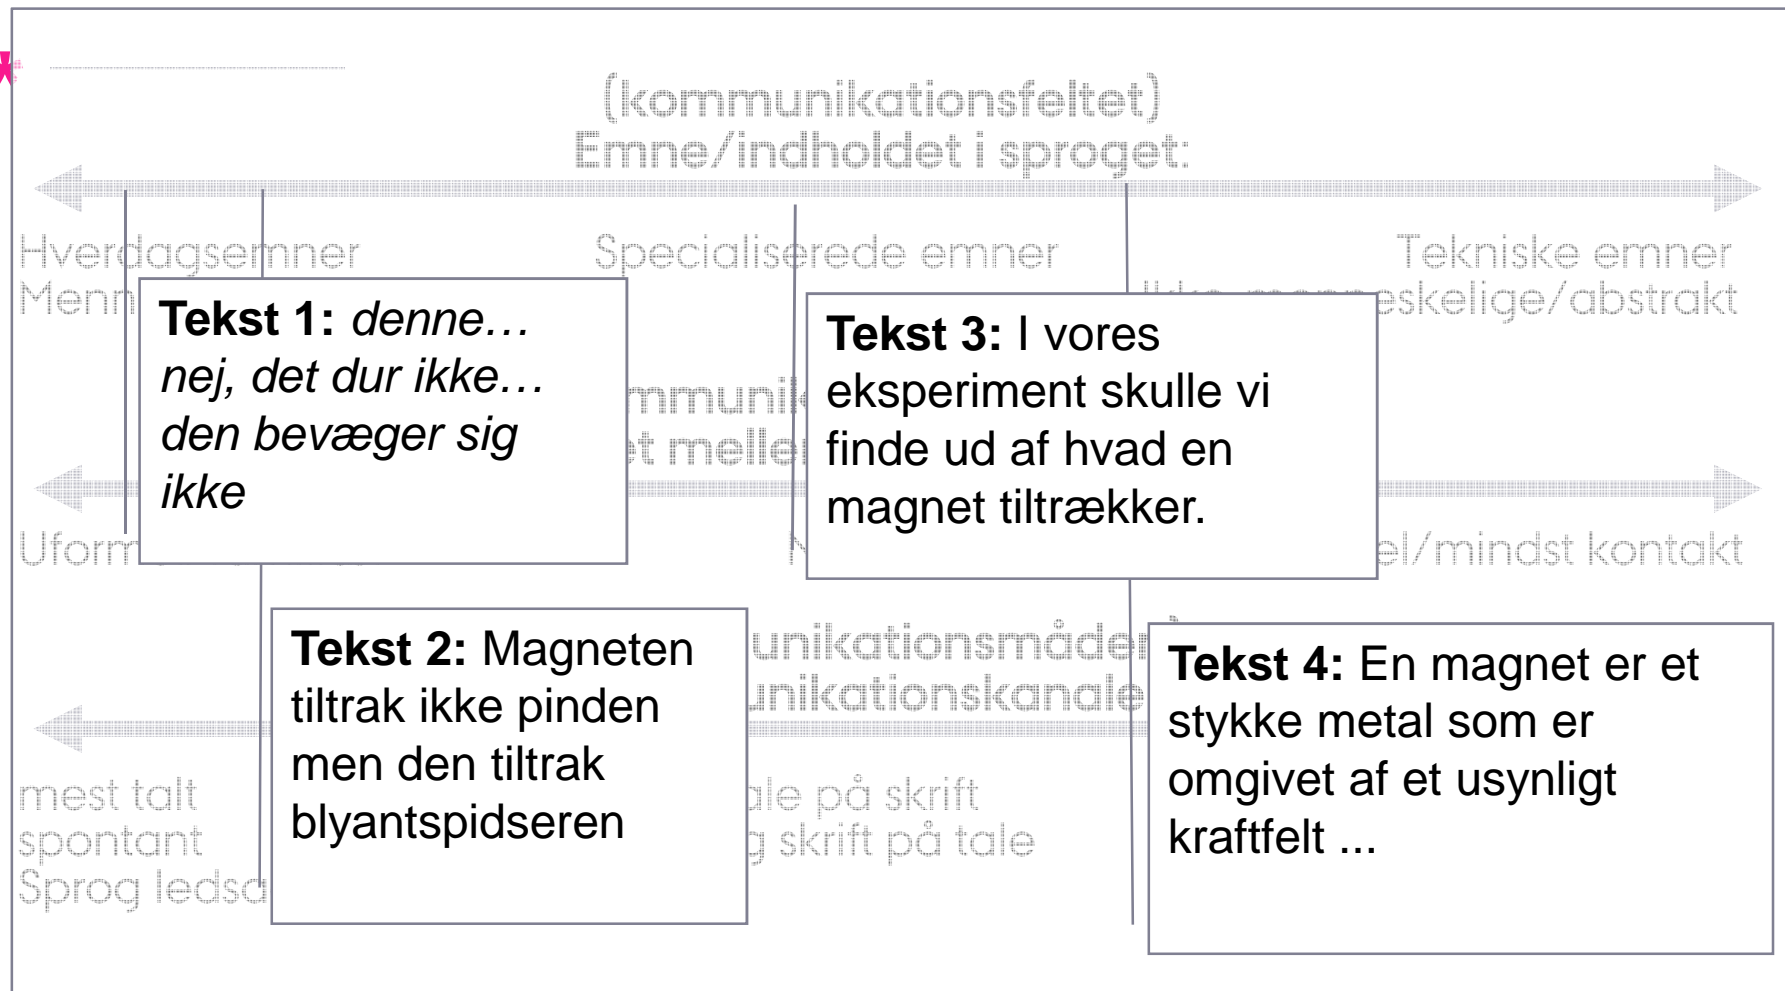 (kommunikationsfeltet)
Emne/indholdet i sproget:
Hverdagsemner
Specialiserede emner
Tekniske emner
Tekst 1: denne…
nej, det dur ikke…
den bevæger sig
ikke
Tekst 3: I vores
eksperiment skulle vi
finde ud af hvad en
magnet tiltrækker.
/abstrakt
/mindst kontakt
Tekst 2: Magneten
tiltrak ikke pinden
men den tiltrak
blyantspidseren
Tekst 4: En magnet er et
stykke metal som er
omgivet af et usynligt
kraftfelt ...
mest talt
spontant
Sprog
på skrift
skrift på tale